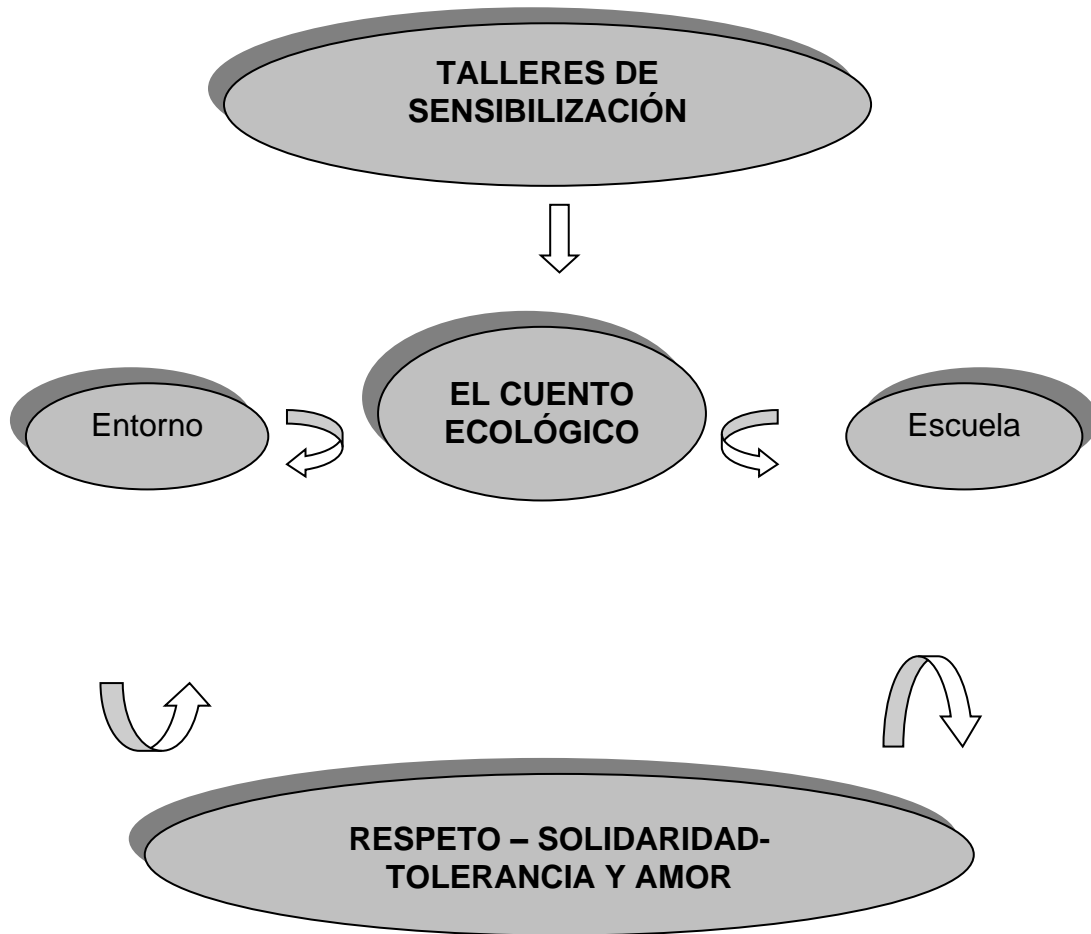 TALLERES DE
SENSIBILIZACIÓN
EL CUENTO
ECOLÓGICO
Entorno
Escuela
RESPETO – SOLIDARIDAD-
TOLERANCIA Y AMOR